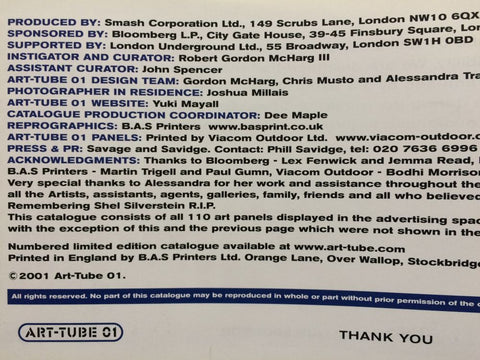 PRODUCED BY: Smash Corporation Ltd., 149 Scrubs Lane, London NW10 6QX
SPONSORED BY: Bloomberg L.P., City Gate House, 39-45 Finsbury Square,
SUPPORTED BY: London Underground Ltd., 55 Broadway, London SW1H 0BD
INSTIGATOR AND CURATOR: Robert Gordon McHarg III
ASSISTANT CURATOR: John Spencer
ART-TUBE 01 DESIGN TEAM: Gordon McHarg, Chris Musto and Alessandra
PHOTOGRAPHER IN RESIDENCE: Joshua Millais
ART-TUBE 01 WEBSITE: Yuki Mayall
CATALOGUE PRODUCTION COORDINATOR: Dee Maple
REPROGRAPHICS: B.A.S Printers www.basprint.co.uk
ART-TUBE 01 PANELS: Printed by Viacom Outdoor Ltd. www.viacom-outdoor.
PRESS & PR: Savage and Savidge. Contact: Phill Savidge, tel: 020 7636 6996
ACKNOWLEDGMENTS: Thanks to Bloomberg - Lex Fenwick and Jemma Read,
B.A.S Printers - Martin Trigell and Paul Gunn, Viacom Outdoor - Bodhi Morrison
Very special thanks to Alessandra for her work and assistance throughout the
all the Artists, assistants, agents, galleries, family, friends and all who believed
Remembering Shel Silverstein R.I.P.
This catalogue consists of all 110 art panels displayed in the advertising
with the exception of this and the previous page which were not shown in the
Numbered limited edition catalogue available at www.art-tube.com
Printed in England by B.A.S Printers Ltd. Orange Lane, Over Wallop, Stockbridge
©2001 Art-Tube 01.
All rights reserved. No part of this catalogue may be reproduced in whole or part without prior permission of the
ART-TUBE 01
THANK YOU